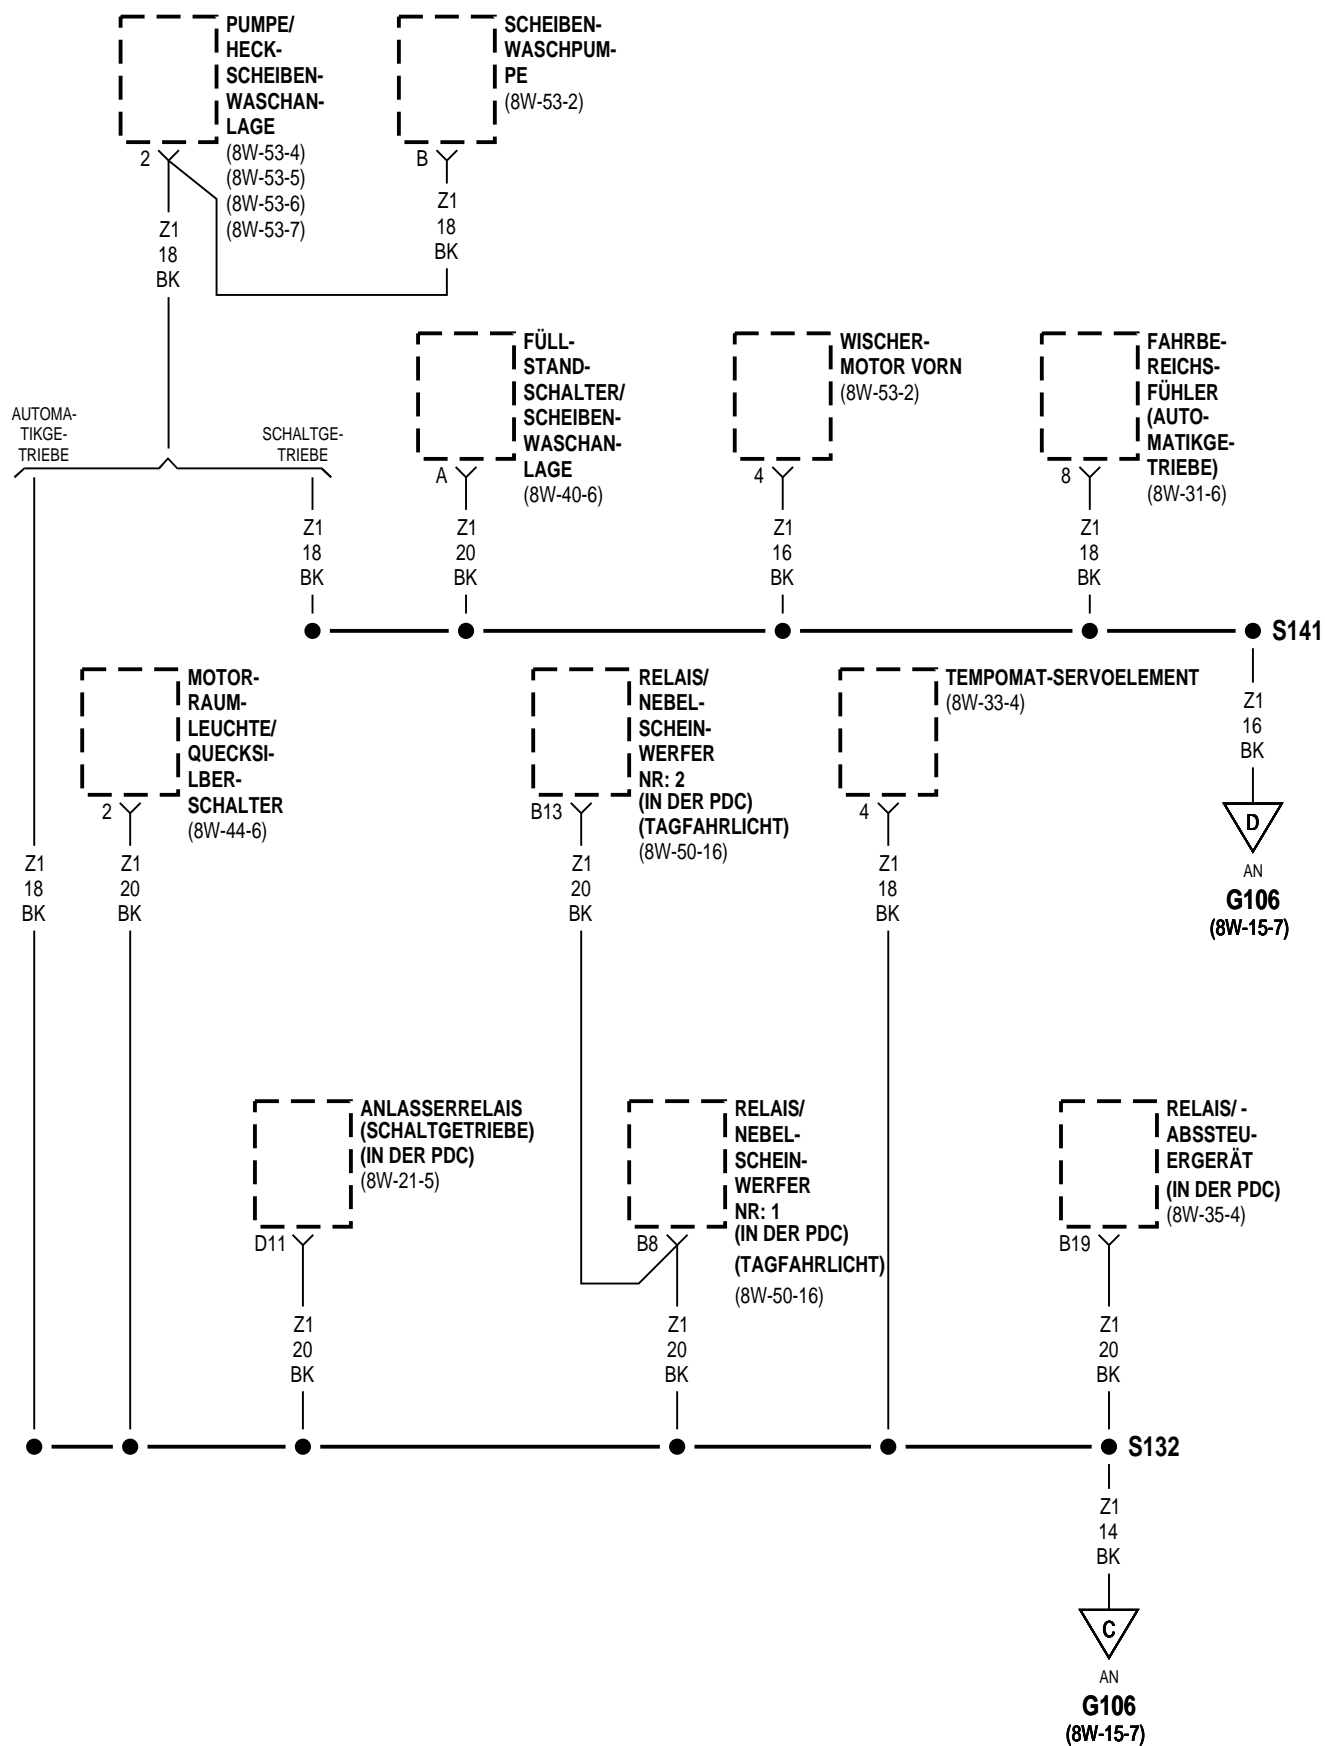 PUMPE/
HECK-
SCHEIBEN-
WASCHAN-
LAGE
(8W-53-4)
(8W-53-5)
(8W-53-6)
(8W-53-7)
2
Z1
18
BK
SCHEIBEN-
WASCHPUM-
PE
(8W-53-2)
B
Z1
18
BK
AUTOMA-
TIKGE-
TRIEBE
SCHALTGE-
TRIEBE
Z1
18
BK
FÜLL-
STAND-
SCHALTER/
SCHEIBEN-
WASCHAN-
LAGE
(8W-40-6)
A
Z1
20
BK
WISCHER-
MOTOR VORN
(8W-53-2)
4
Z1
16
BK
FAHRBE-
REICHS-
FÜHLER
(AUTO-
MATIKGE-
TRIEBE)
(8W-31-6)
8
Z1
18
BK
S141
Z1
16
BK
D
AN
G106
(8W-15-7)
Z1
18
BK
MOTOR-
RAUM-
LEUCHTE/
QUECKSI-
LBER-
SCHALTER
(8W-44-6)
2
Z1
20
BK
RELAIS/
NEBEL-
SCHEIN-
WERFER
NR: 2
(IN DER PDC)
(TAGFAHRLICHT)
(8W-50-16)
B13
Z1
20
BK
TEMPOMAT-SERVOELEMENT
(8W-33-4)
4
Z1
18
BK
ANLASSERRELAIS
(SCHALTGETRIEBE)
(IN DER PDC)
(8W-21-5)
D11
Z1
20
BK
RELAIS/
NEBEL-
SCHEIN-
WERFER
NR: 1
(IN DER PDC)
(TAGFAHRLICHT)
(8W-50-16)
B8
Z1
20
BK
RELAIS/ -
ABSSTEU-
ERGERÄT
(IN DER PDC)
(8W-35-4)
B19
Z1
20
BK
S132
Z1
14
BK
C
AN
G106
(8W-15-7)